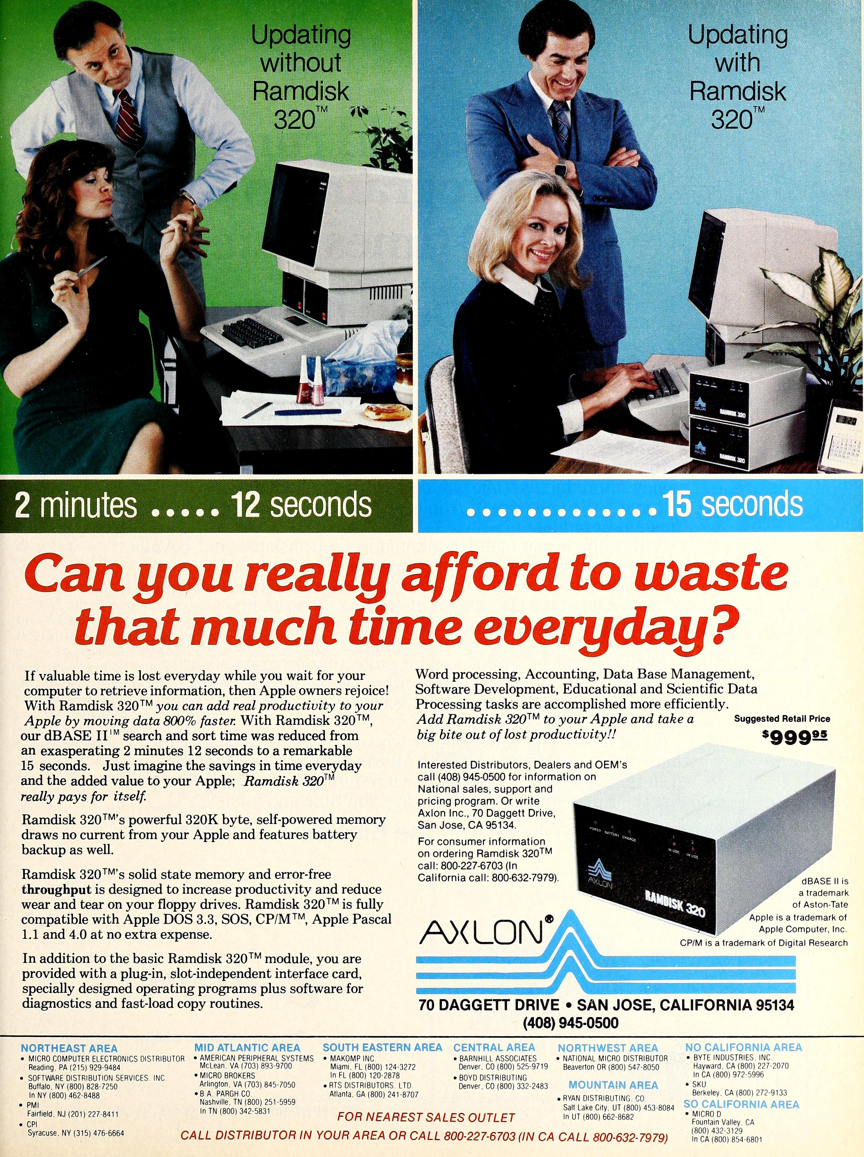 Updating
without
Ramdisk
320™
Updating
with
Ramdisk
320™
AXLON
RAMDISK 320
AXLON
RAMDISK 320
2 minutes ..... 12 seconds
.............15 seconds
Can you really afford to waste
that much time everyday?
If valuable time is lost everyday while you wait for your
computer to retrieve information, then Apple owners rejoice!
With Ramdisk 320™ you can add real productivity to your
Apple by moving data 800% faster. With Ramdisk 320™,
our dBASE II™ search and sort time was reduced from
an exasperating 2 minutes 12 seconds to a remarkable
15 seconds. Just imagine the savings in time everyday
and the added value to your Apple; Ramdisk 320™
really pays for itself.
Ramdisk 320™'s powerful 320K byte, self-powered memory
draws no current from your Apple and features battery
backup as well.
Ramdisk 320™'s solid state memory and error-free
throughput is designed to increase productivity and reduce
wear and tear on your floppy drives. Ramdisk 320™ is fully
compatible with Apple DOS 3.3, SOS, CP/M™, Apple Pascal
1.1 and 4.0 at no extra expense.
In addition to the basic Ramdisk 320™ module, you are
provided with a plug-in, slot-independent interface card,
specially designed operating programs plus software for
diagnostics and fast-load copy routines.
Word processing, Accounting, Data Base Management,
Software Development, Educational and Scientific Data
Processing tasks are accomplished more efficiently.
Add Ramdisk 320™ to your Apple and take a
big bite out of lost productivity!!
Suggested Retail Price
$999 95
Interested Distributors, Dealers and OEM's
call (408) 945-0500 for information on
National sales, support and
pricing program. Or write
Axlon Inc., 70 Daggett Drive,
San Jose, CA 95134.
For consumer information
on ordering Ramdisk 320™
call: 800-227-6703 (In
California call: 800-632-7979).
POWER BATTERY CHARGE
1 2
IN USE IN USE
AXLON
RAMDISK 320
dBASE II is
a trademark
of Aston-Tate
Apple is a trademark of
Apple Computer, Inc.
CP/M is a trademark of Digital Research
AXLON®
70 DAGGETT DRIVE • SAN JOSE, CALIFORNIA 95134
(408) 945-0500
NORTHEAST AREA
• MICRO COMPUTER ELECTRONICS DISTRIBUTOR
Reading, PA (215) 929-9484
• SOFTWARE DISTRIBUTION SERVICES. INC.
Buffalo, NY (800) 828-7250
In NY (800) 462-8488
• PMI
Fairfield, NJ (201) 227-8411
• CPI
Syracuse, NY (315) 476-6664
MID ATLANTIC AREA
• AMERICAN PERIPHERAL SYSTEMS
McLean, VA (703) 893-9700
• MICRO BROKERS
Arlington, VA (703) 845-7050
• B.A. PARGH CO.
Nashville, TN (800) 251-5959
In TN (800) 342-5831
SOUTH EASTERN AREA
• MAKOMP INC.
Miami, FL (800) 124-3272
In FL (800) 120-2878
• RTS DISTRIBUTORS, LTD.
Atlanta, GA (800) 241-8707
CENTRAL AREA
• BARNHILL ASSOCIATES
Denver, CO (800) 525-9719
• BOYD DISTRIBUTING
Denver, CO (800) 332-2483
NORTHWEST AREA
• NATIONAL MICRO DISTRIBUTOR
Beaverton OR (800) 547-8050
MOUNTAIN AREA
• RYAN DISTRIBUTING. CO.
Salt Lake City, UT (800) 453-8084
In UT (800) 662-8682
NO CALIFORNIA AREA
• BYTE INDUSTRIES, INC.
Hayward, CA (800) 227-2070
In CA (800) 972-5996
• SKU
Berkeley, CA (800) 272-9133
SO CALIFORNIA AREA
• MICRO D
Fountain Valley, CA
(800) 432-3129
In CA (800) 854-6801
FOR NEAREST SALES OUTLET
CALL DISTRIBUTOR IN YOUR AREA OR CALL 800-227-6703 (IN CA CALL 800-632-7979)